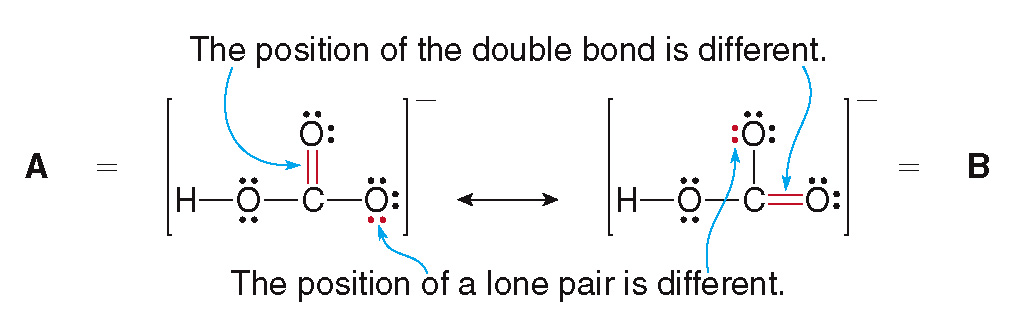 The position of the double bond is different.
A = [H—O—C(=O)—O]− ↔ [H—O—C(—O)=O]− = B
The position of a lone pair is different.